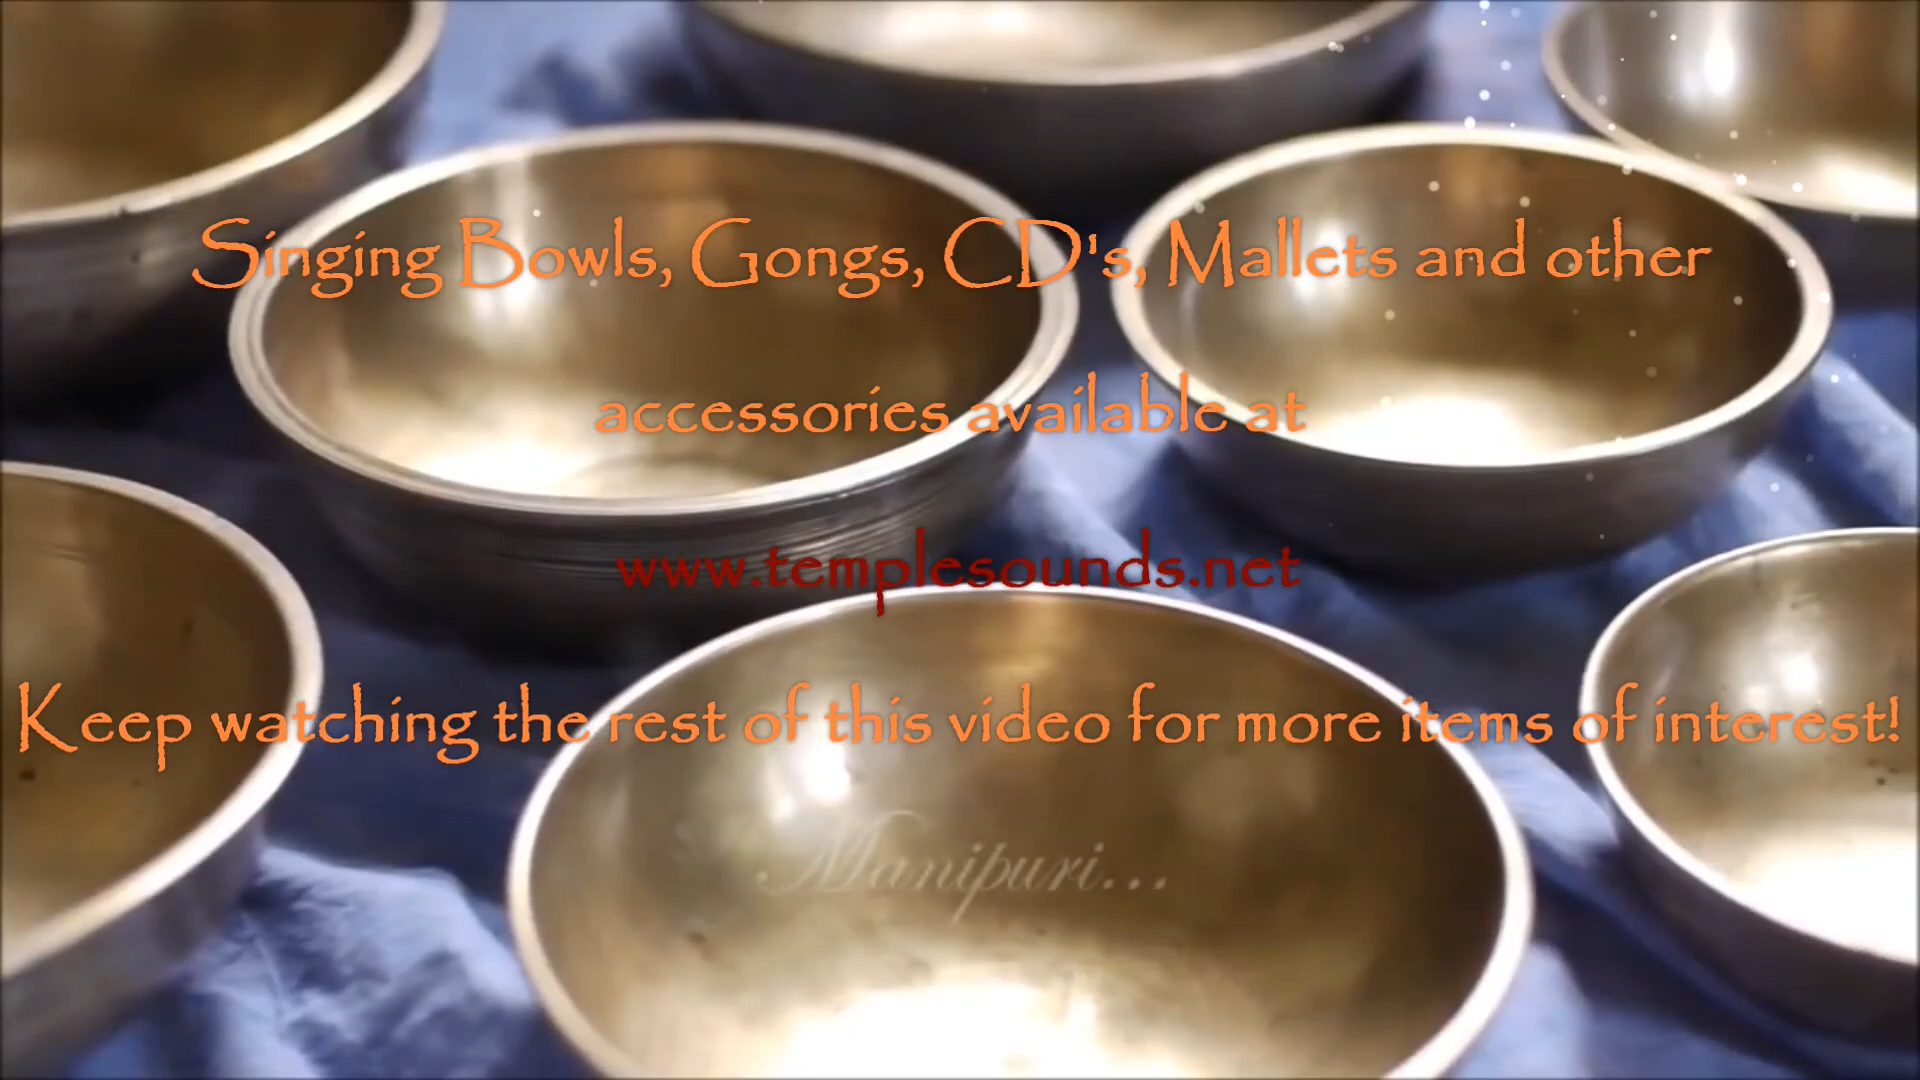 Singing Bowls, Gongs, CD's, Mallets and other
accessories available at
www.templesounds.net
Keep watching the rest of this video for more items of interest!
Manipuri...